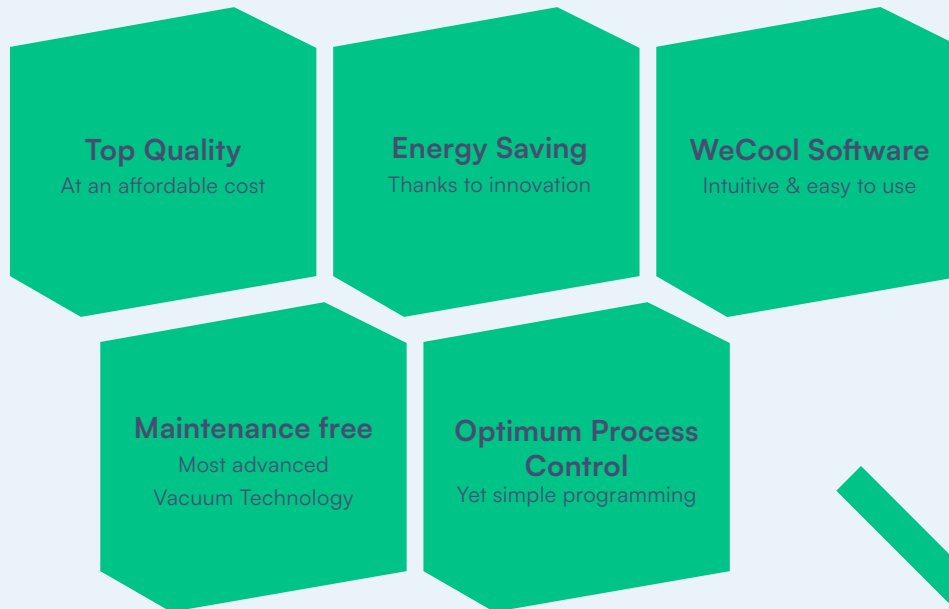 Top Quality
At an affordable cost
Energy Saving
Thanks to innovation
WeCool Software
Intuitive & easy to use
Maintenance free
Most advanced
Vacuum Technology
Optimum Process
Control
Yet simple programming